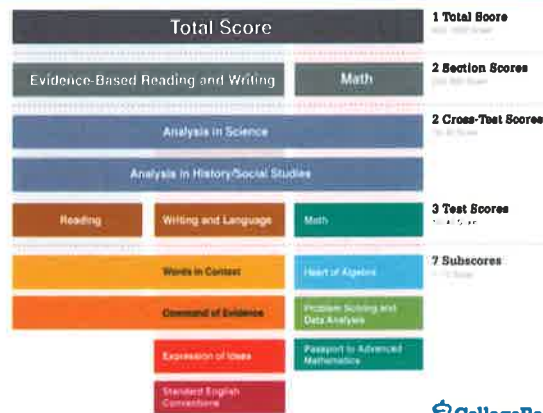 Total Score
1 Total Score
Evidence-Based Reading and Writing
Math
2 Section Scores
Analysis in Science
2 Cross-Test Scores
Analysis in History/Social Studies
Reading
Writing and Language
Math
3 Test Scores
Words in Context
Heart of Algebra
7 Subscores
Command of Evidence
Problem Solving and
Data Analysis
Expression of Ideas
Passport to Advanced
Mathematics
Standard English
Conventions